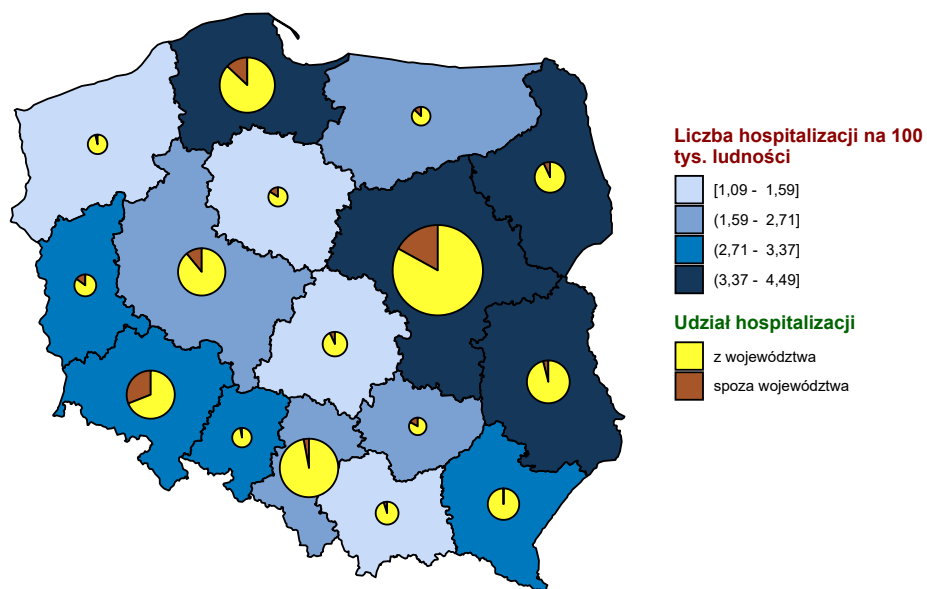 Liczba hospitalizacji na 100
tys. ludności
[1,09 - 1,59]
(1,59 - 2,71]
(2,71 - 3,37]
(3,37 - 4,49]
Udział hospitalizacji
z województwa
spoza województwa